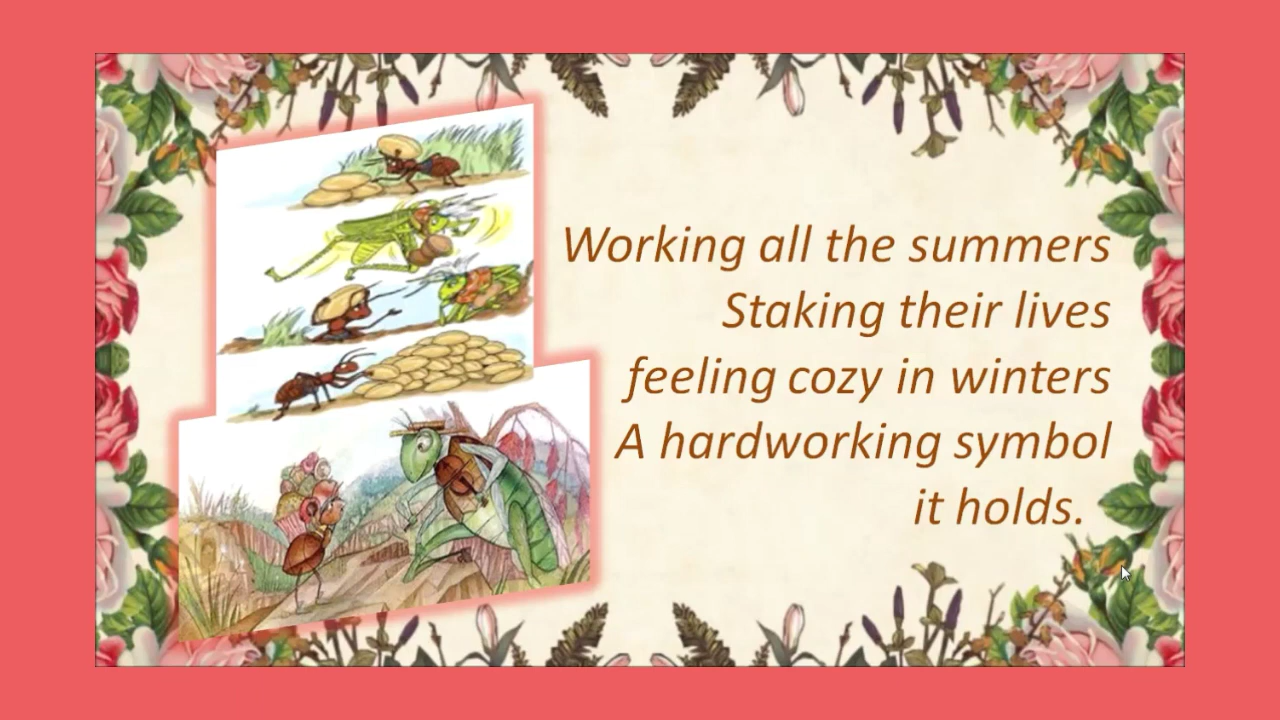 Working all the summers
Staking their lives
feeling cozy in winters
A hardworking symbol
it holds.